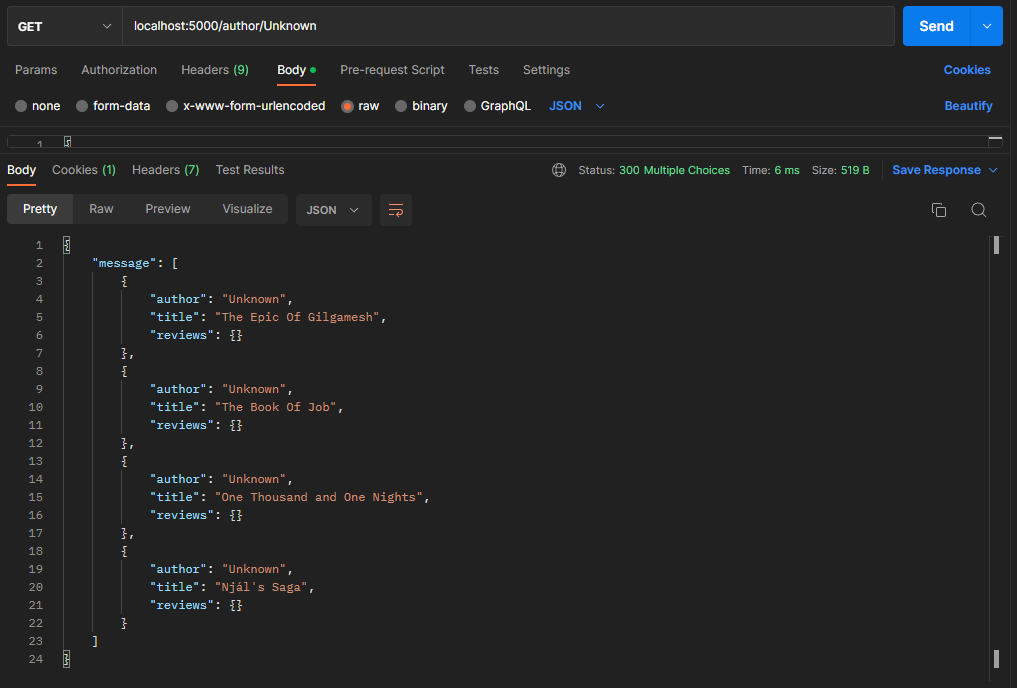 GET localhost:5000/author/Unknown Send
Params Authorization Headers (9) Body Pre-request Script Tests Settings Cookies
none form-data x-www-form-urlencoded raw binary GraphQL JSON Beautify
1 {
Body Cookies (1) Headers (7) Test Results Status: 300 Multiple Choices Time: 6 ms Size: 519 B Save Response
Pretty Raw Preview Visualize JSON
1 {
2 "message": [
3 {
4 "author": "Unknown",
5 "title": "The Epic Of Gilgamesh",
6 "reviews": {}
7 },
8 {
9 "author": "Unknown",
10 "title": "The Book Of Job",
11 "reviews": {}
12 },
13 {
14 "author": "Unknown",
15 "title": "One Thousand and One Nights",
16 "reviews": {}
17 },
18 {
19 "author": "Unknown",
20 "title": "Njál's Saga",
21 "reviews": {}
22 }
23 ]
24 }